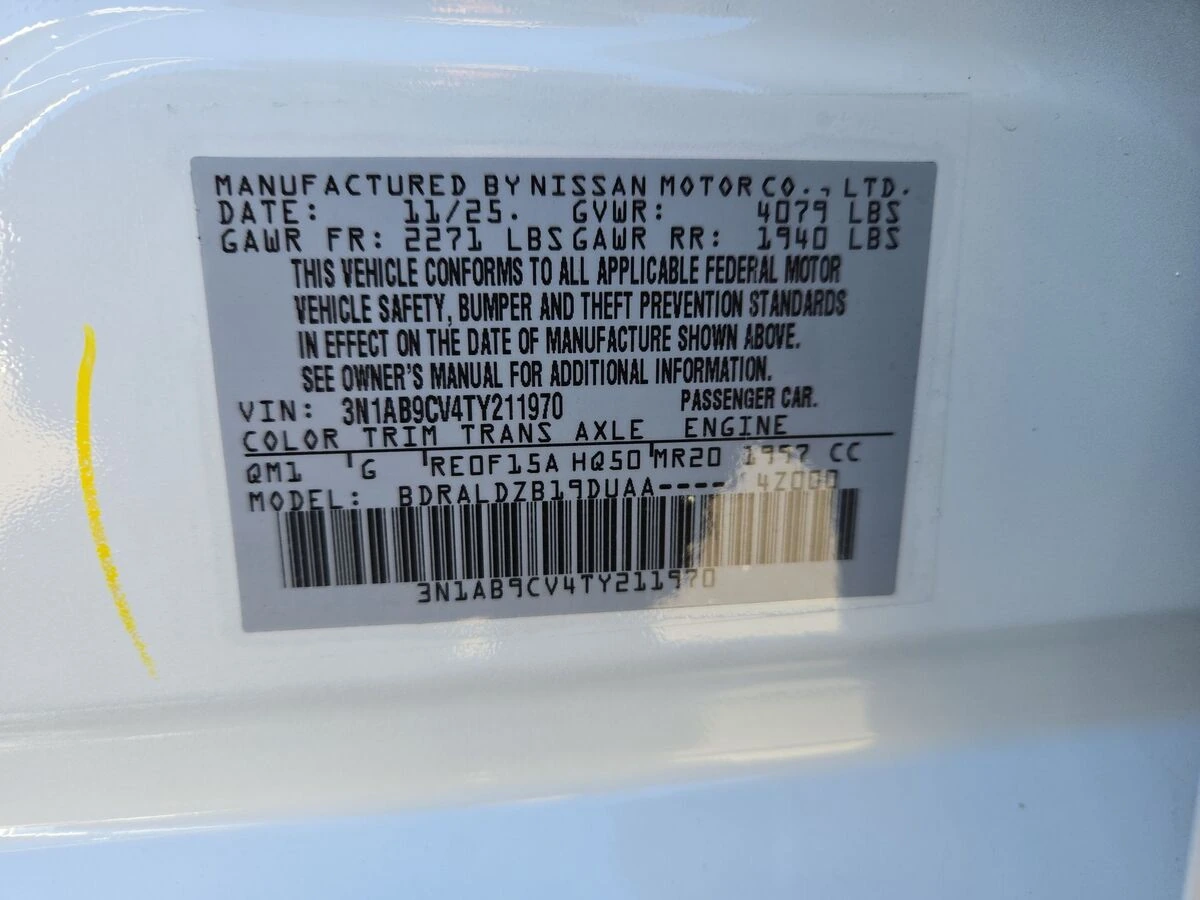 MANUFACTURED BY NISSAN MOTOR CO., LTD.
DATE: 11/25. GVWR: 4079 LBS
GAWR FR: 2271 LBS GAWR RR: 1940 LBS
THIS VEHICLE CONFORMS TO ALL APPLICABLE FEDERAL MOTOR
VEHICLE SAFETY, BUMPER AND THEFT PREVENTION STANDARDS
IN EFFECT ON THE DATE OF MANUFACTURE SHOWN ABOVE.
SEE OWNER'S MANUAL FOR ADDITIONAL INFORMATION.
VIN: 3N1AB9CV4TY211970 PASSENGER CAR.
COLOR TRIM TRANS AXLE ENGINE
QM1 G RE0F15A HQ50 MR20 1997 CC
MODEL: BDRALDZB19DUAA----
3N1AB9CV4TY211970